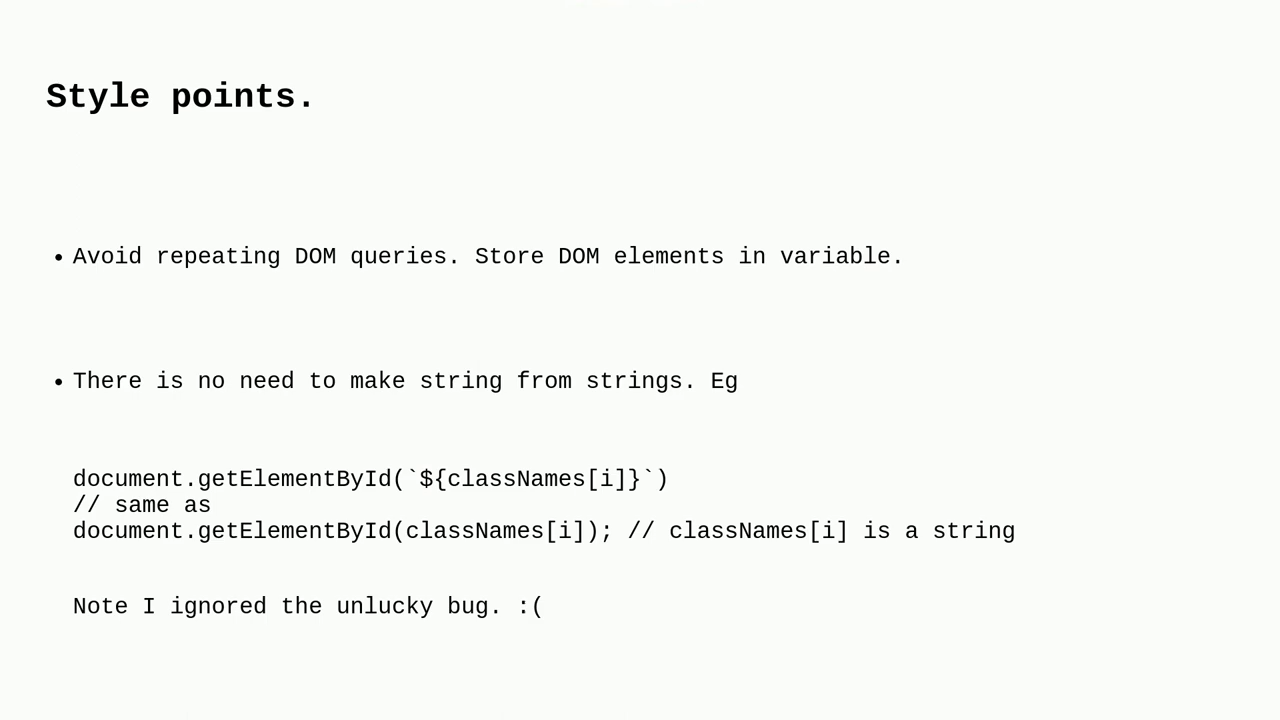 Style points.
• Avoid repeating DOM queries. Store DOM elements in variable.
• There is no need to make string from strings. Eg
document.getElementById(`${classNames[i]}`)
// same as
document.getElementById(classNames[i]); // classNames[i] is a string
Note I ignored the unlucky bug. :(